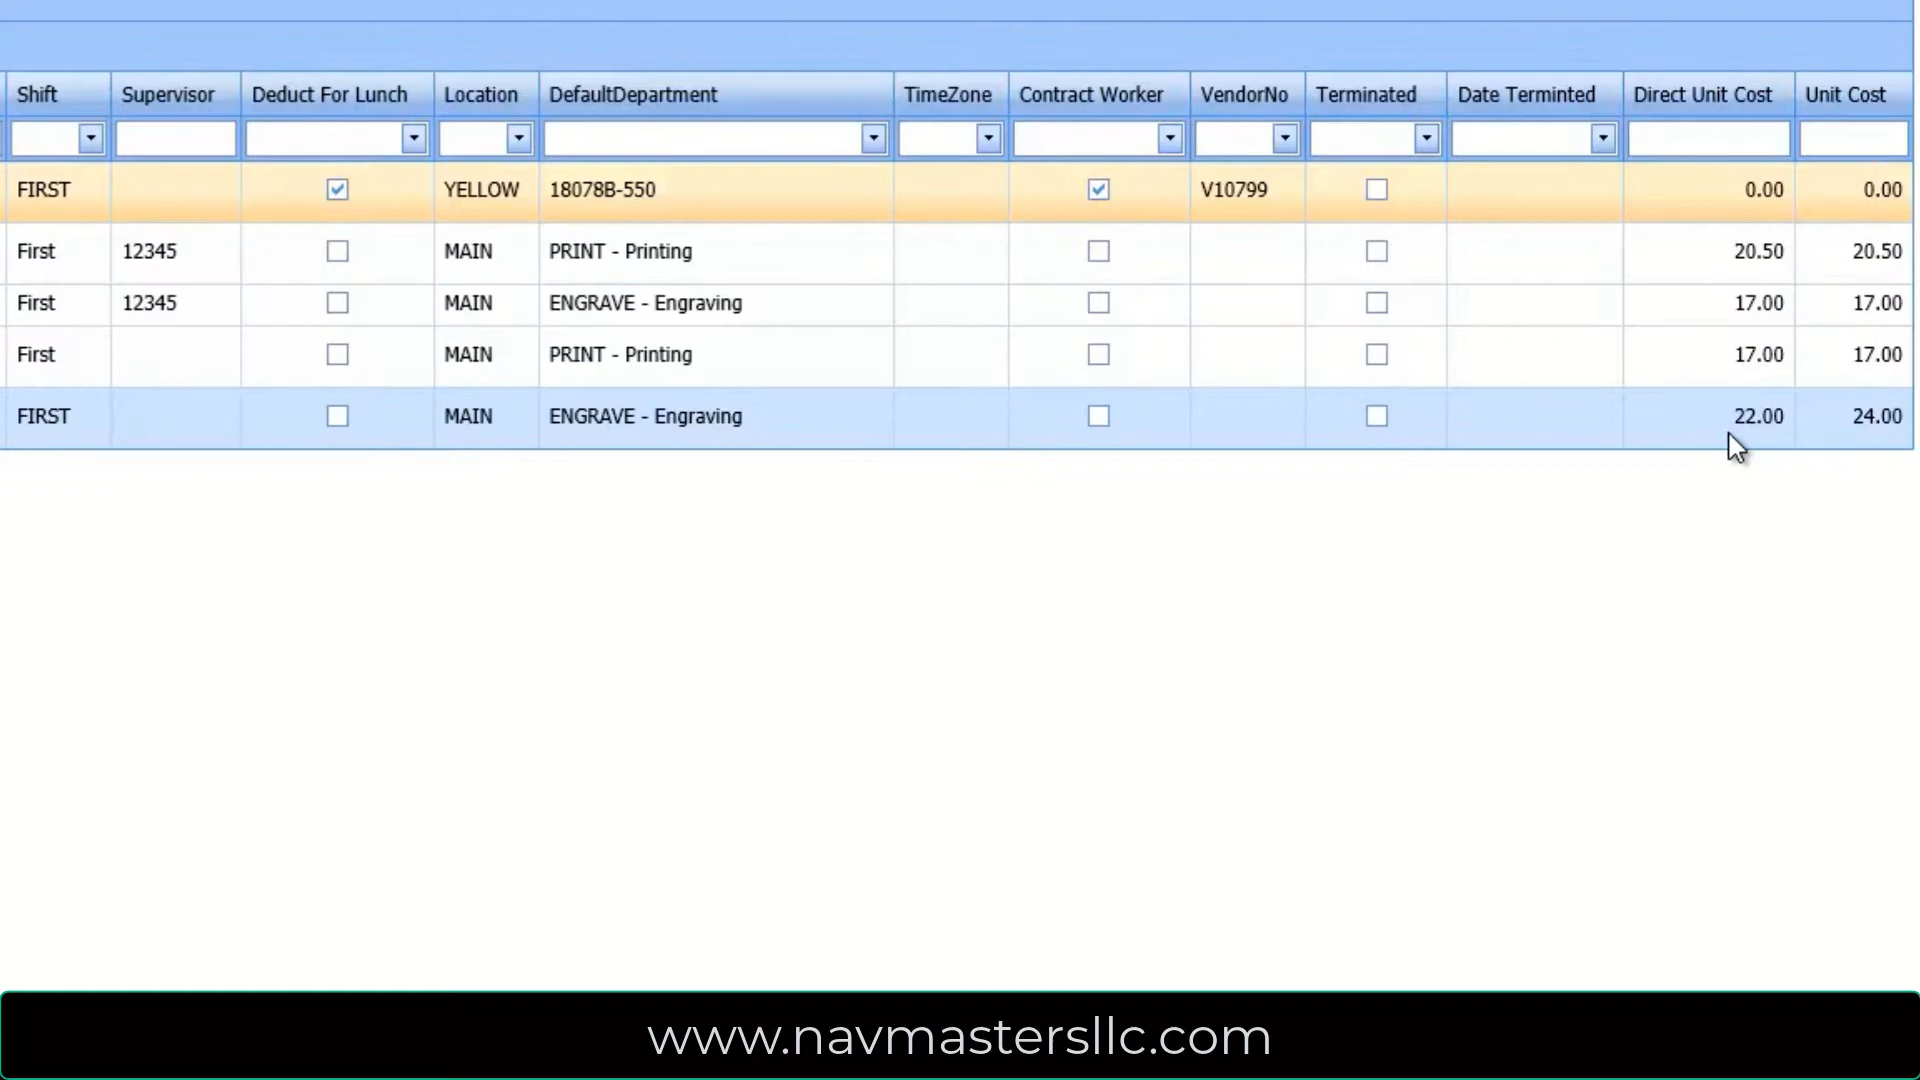 Shift Supervisor Deduct For Lunch Location DefaultDepartment TimeZone Contract Worker VendorNo Terminated Date Terminted Direct Unit Cost Unit Cost
FIRST YELLOW 18078B-550 V10799 0.00 0.00
First 12345 MAIN PRINT - Printing 20.50 20.50
First 12345 MAIN ENGRAVE - Engraving 17.00 17.00
First MAIN PRINT - Printing 17.00 17.00
FIRST MAIN ENGRAVE - Engraving 22.00 24.00
www.navmastersllc.com